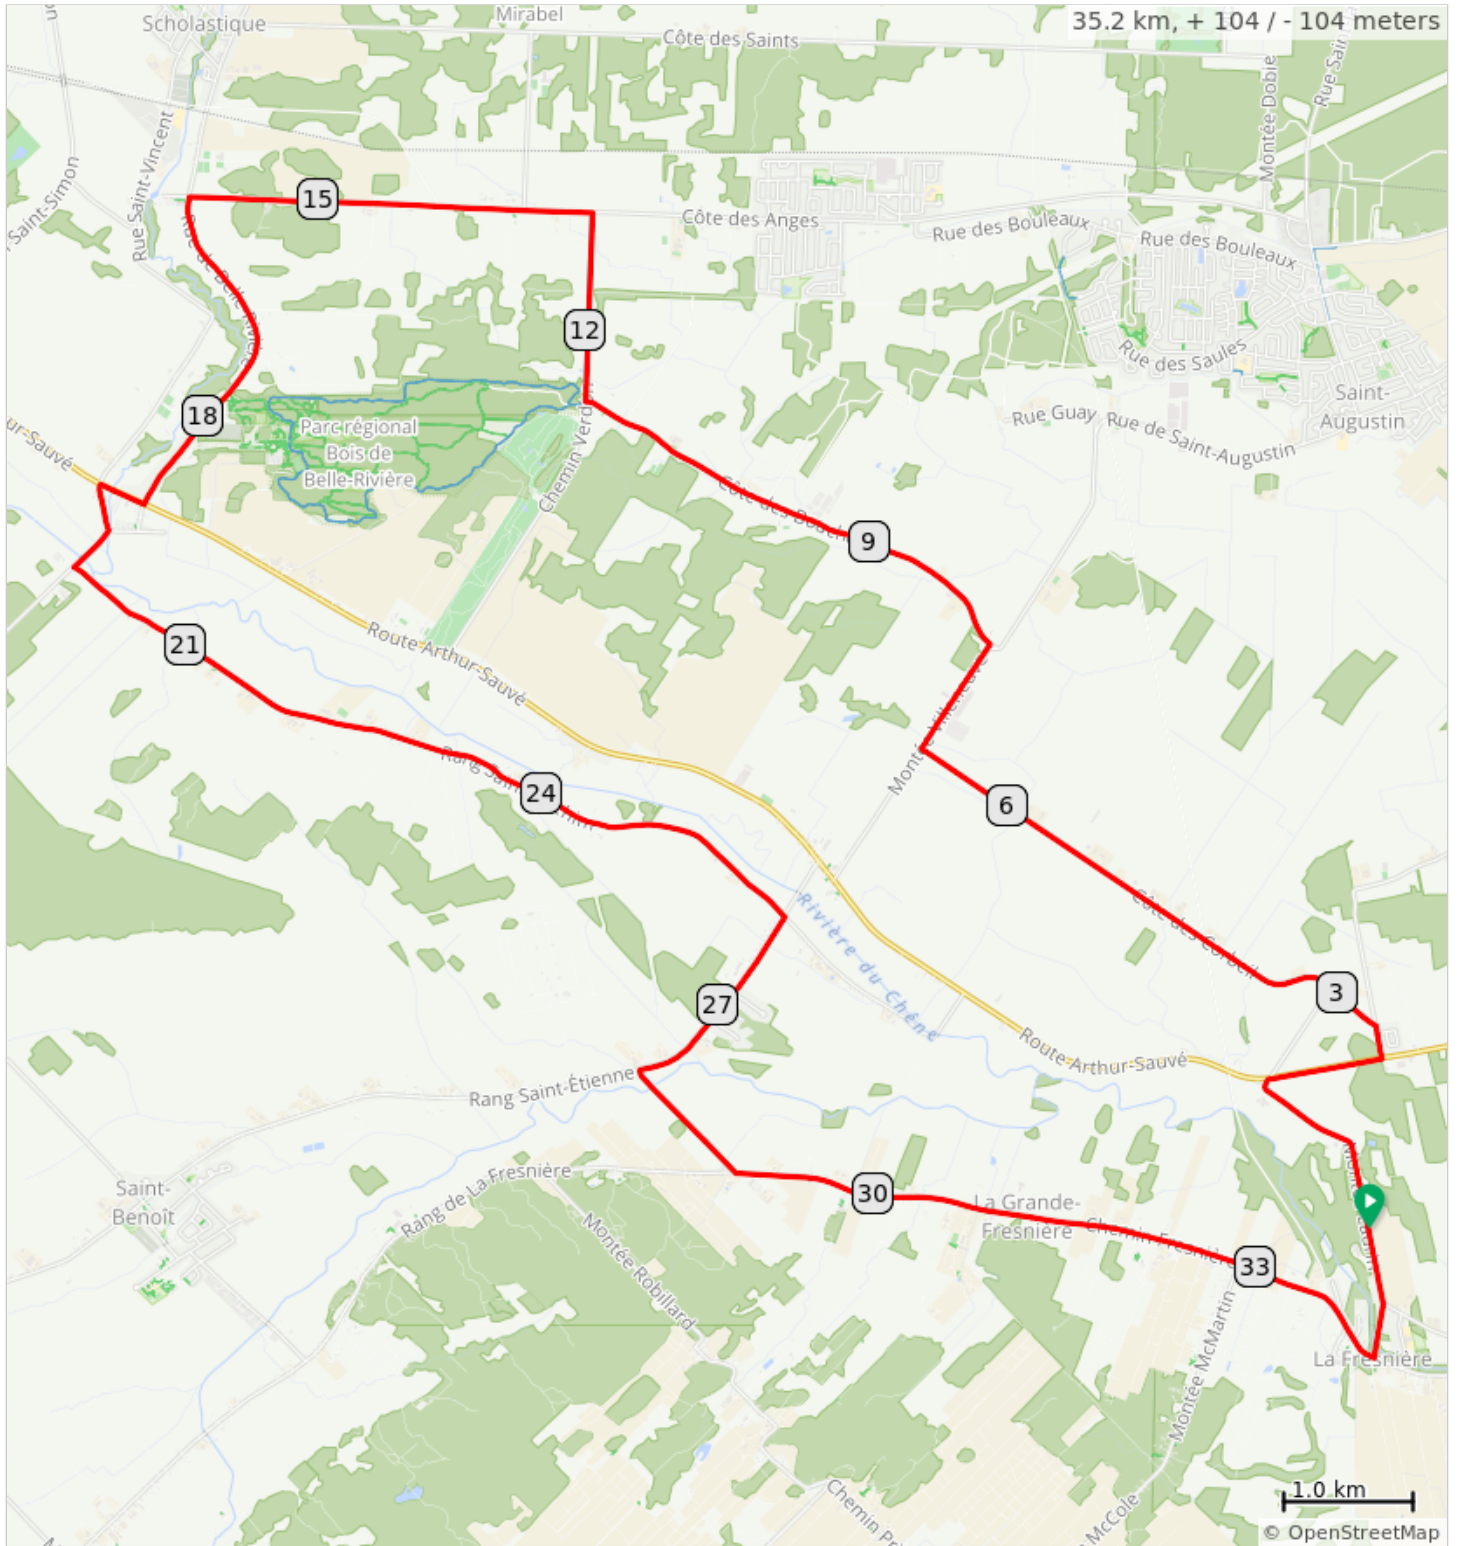 35.2 km, + 104 / - 104 meters
Scholastique
Mirabel
Côte des Saints
Montée Dobie
Rue Saint-Vincent
Saint-Simon
15
Côte des Anges
Rue des Bouleaux
Rue des Bouleaux
12
Rue des Saules
Saint-
Augustin
Rue Guay
Rue de Saint-Augustin
18
Parc régional
Bois de
Belle-Rivière
Chemin Verdon
ur-Sauvé
9
21
Route Arthur-Sauvé
Montée Villeneuve
24
6
Côte des Corbeil
Rivière du Chêne
3
27
Route Arthur-Sauvé
Rang Saint-Étienne
Saint-
Benoît
Rang de La Fresnière
30
La Grande-
Fresnière
Chemin Fresnière
Montée Robillard
33
Montée McMartin
La Fresnière
1.0 km
McCole
© OpenStreetMap